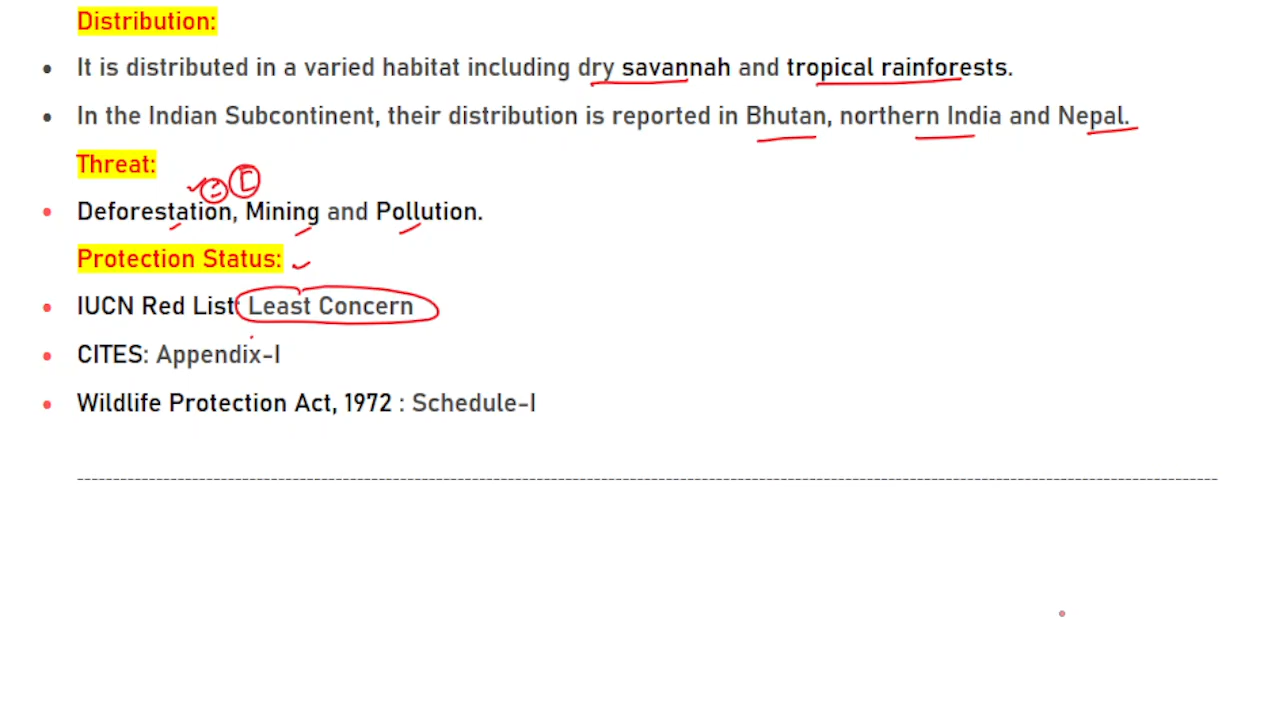 Distribution:
• It is distributed in a varied habitat including dry savannah and tropical rainforests.
• In the Indian Subcontinent, their distribution is reported in Bhutan, northern India and Nepal.
Threat:
• Deforestation, Mining and Pollution.
Protection Status:
• IUCN Red List: Least Concern
• CITES: Appendix-I
• Wildlife Protection Act, 1972 : Schedule-I